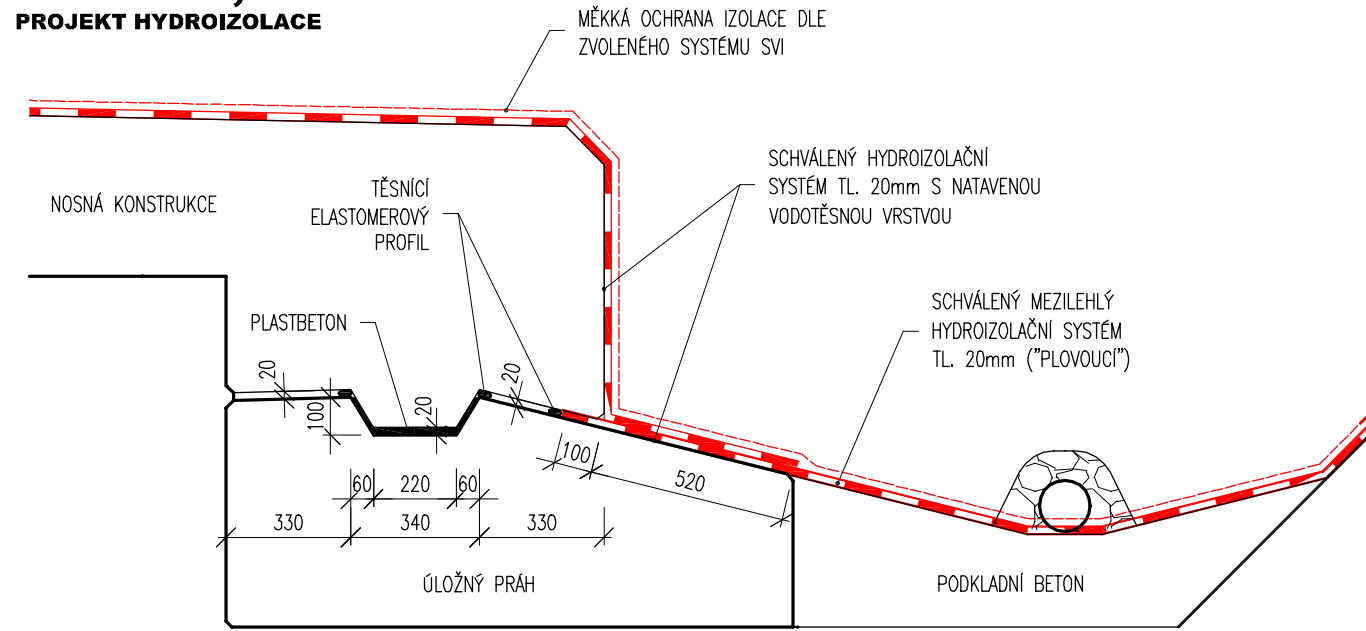 PROJEKT HYDROIZOLACE
MĚKKÁ OCHRANA IZOLACE DLE
ZVOLENÉHO SYSTÉMU SVI
SCHVÁLENÝ HYDROIZOLAČNÍ
SYSTÉM TL. 20mm S NATAVENOU
VODOTĚSNOU VRSTVOU
NOSNÁ KONSTRUKCE
TĚSNÍCÍ
ELASTOMEROVÝ
PROFIL
SCHVÁLENÝ MEZILEHLÝ
HYDROIZOLAČNÍ SYSTÉM
TL. 20mm ("PLOVOUCÍ")
PLASTBETON
20
100
20
20
100
520
60
220
60
330
340
330
ÚLOŽNÝ PRÁH
PODKLADNÍ BETON